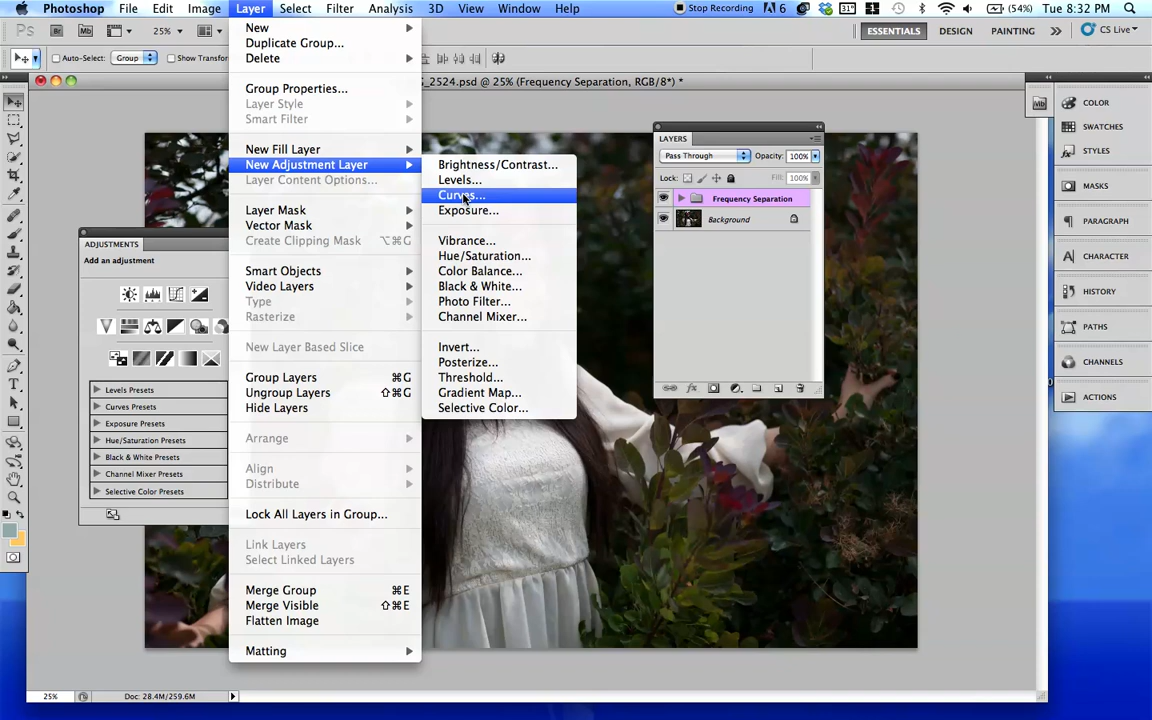 Photoshop File Edit Image Layer Select Filter Analysis 3D View Window Help Stop Recording 6 31 (54%) Tue 8:32 PM
Ps Br Mb 25% ESSENTIALS DESIGN PAINTING CS Live
Auto-Select: Group Show Transfor
_2524.psd @ 25% (Frequency Separation, RGB/8*) *
New
Duplicate Group...
Delete
Group Properties...
Layer Style
Smart Filter
New Fill Layer
New Adjustment Layer
Layer Content Options...
Layer Mask
Vector Mask
Create Clipping Mask ⌥⌘G
Smart Objects
Video Layers
Type
Rasterize
New Layer Based Slice
Group Layers ⌘G
Ungroup Layers ⇧⌘G
Hide Layers
Arrange
Align
Distribute
Lock All Layers in Group...
Link Layers
Select Linked Layers
Merge Group ⌘E
Merge Visible ⇧⌘E
Flatten Image
Matting
Brightness/Contrast...
Levels...
Curves...
Exposure...
Vibrance...
Hue/Saturation...
Color Balance...
Black & White...
Photo Filter...
Channel Mixer...
Invert...
Posterize...
Threshold...
Gradient Map...
Selective Color...
ADJUSTMENTS
Add an adjustment
Levels Presets
Curves Presets
Exposure Presets
Hue/Saturation Presets
Black & White Presets
Channel Mixer Presets
Selective Color Presets
LAYERS
Pass Through Opacity: 100%
Lock: Fill: 100%
Frequency Separation
Background
COLOR
SWATCHES
STYLES
MASKS
PARAGRAPH
CHARACTER
HISTORY
PATHS
CHANNELS
ACTIONS
25% Doc: 28.4M/259.6M